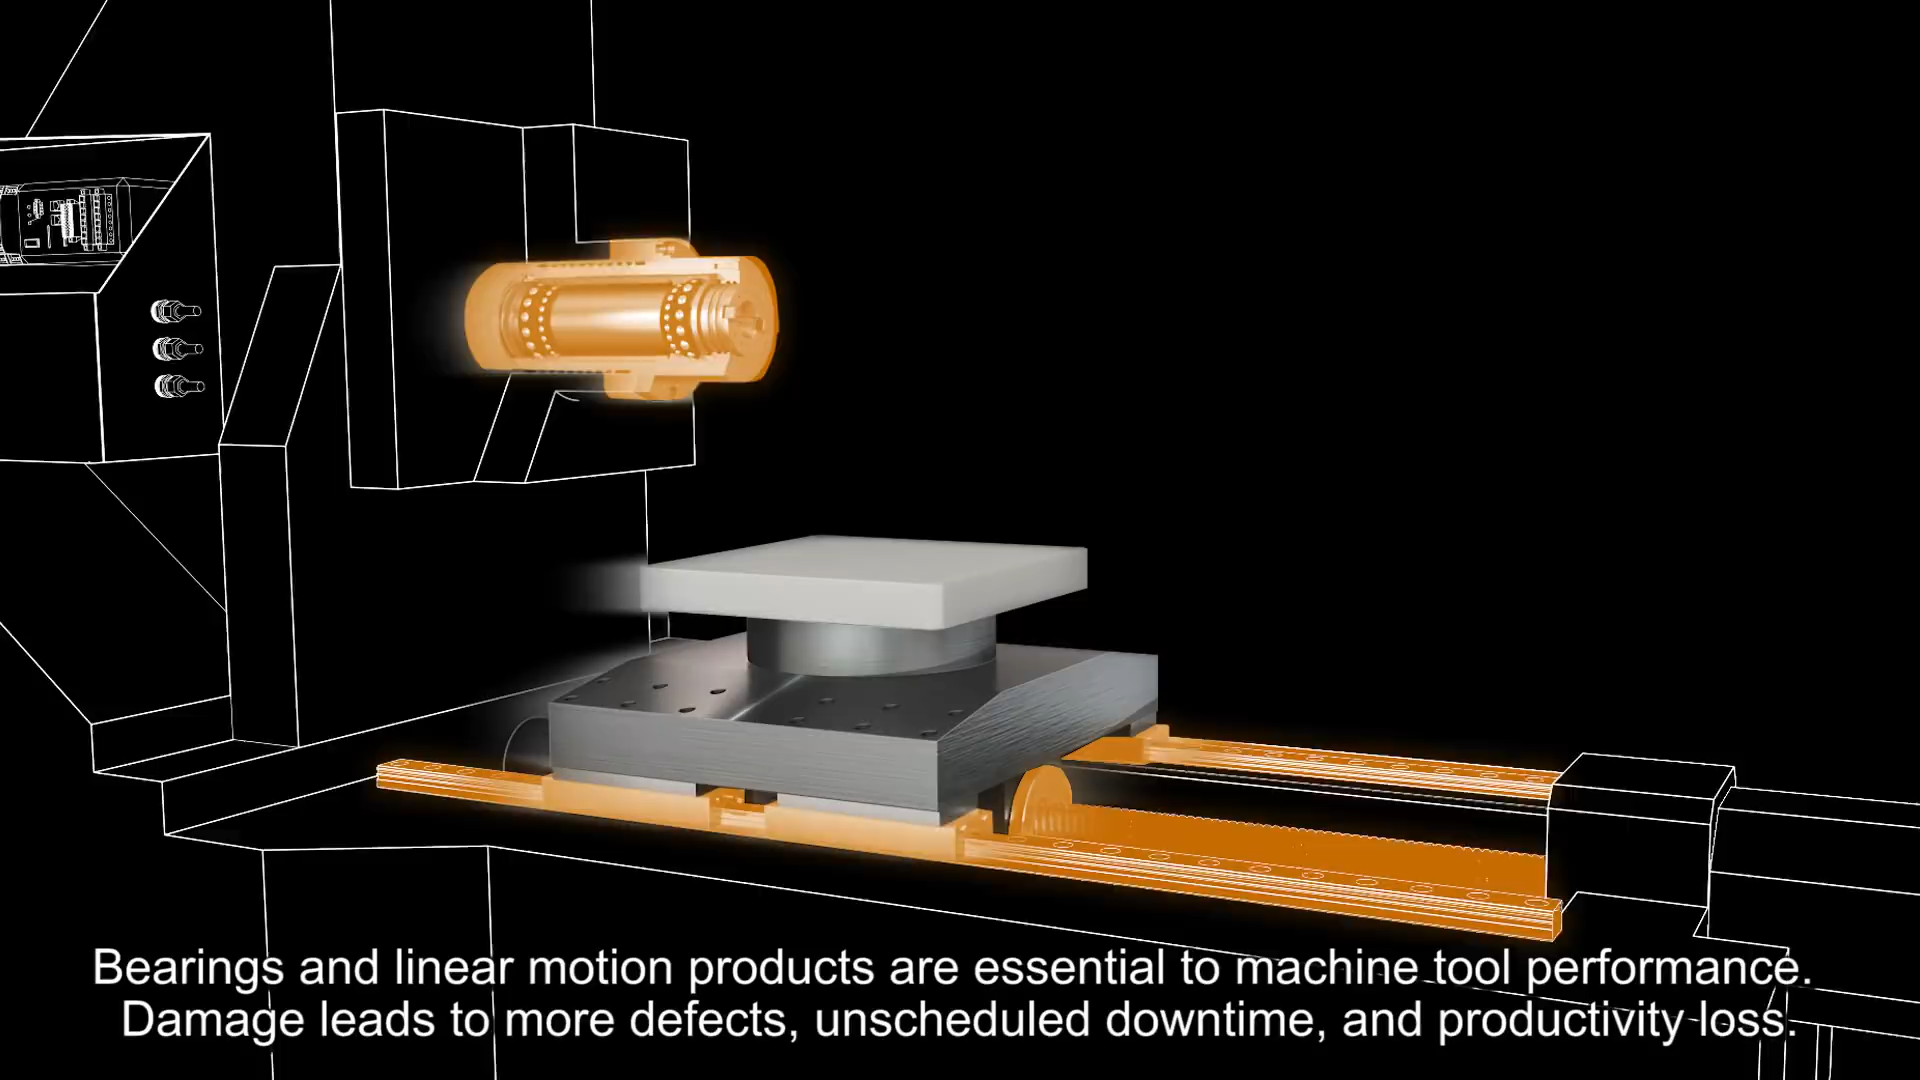 Bearings and linear motion products are essential to machine tool performance.
Damage leads to more defects, unscheduled downtime, and productivity loss.